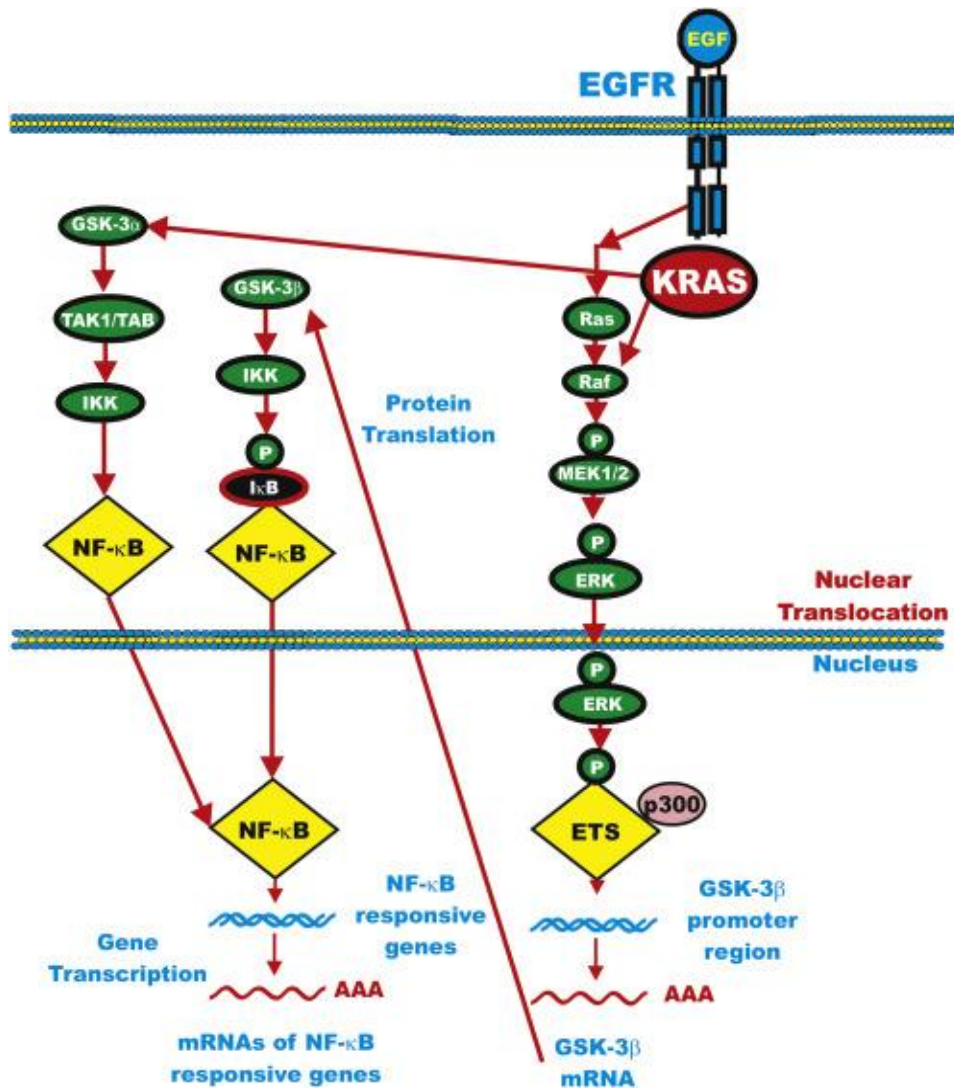 EGF
EGFR
GSK-3α
KRAS
GSK-3β
TAK1/TAB
Ras
IKK
Raf
IKK
Protein
Translation
P
P
MEK1/2
IκB
P
NF-κB
NF-κB
ERK
Nuclear
Translocation
Nucleus
P
ERK
P
p300
NF-κB
ETS
NF-κB
responsive
genes
GSK-3β
promoter
region
Gene
Transcription
AAA
AAA
mRNAs of NF-κB
responsive genes
GSK-3β
mRNA